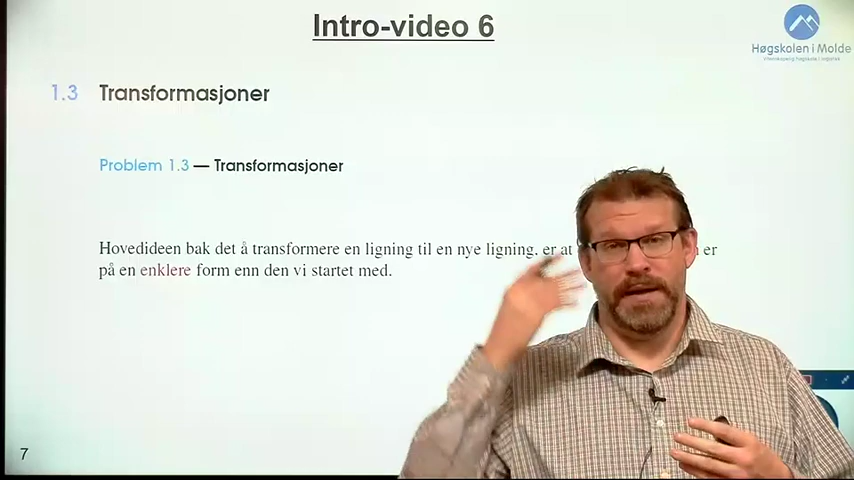 Intro-video 6
Høgskolen i Molde
1.3 Transformasjoner
Problem 1.3 — Transformasjoner
Hovedideen bak det å transformere en ligning til en nye ligning, er at er
på en enklere form enn den vi startet med.
7